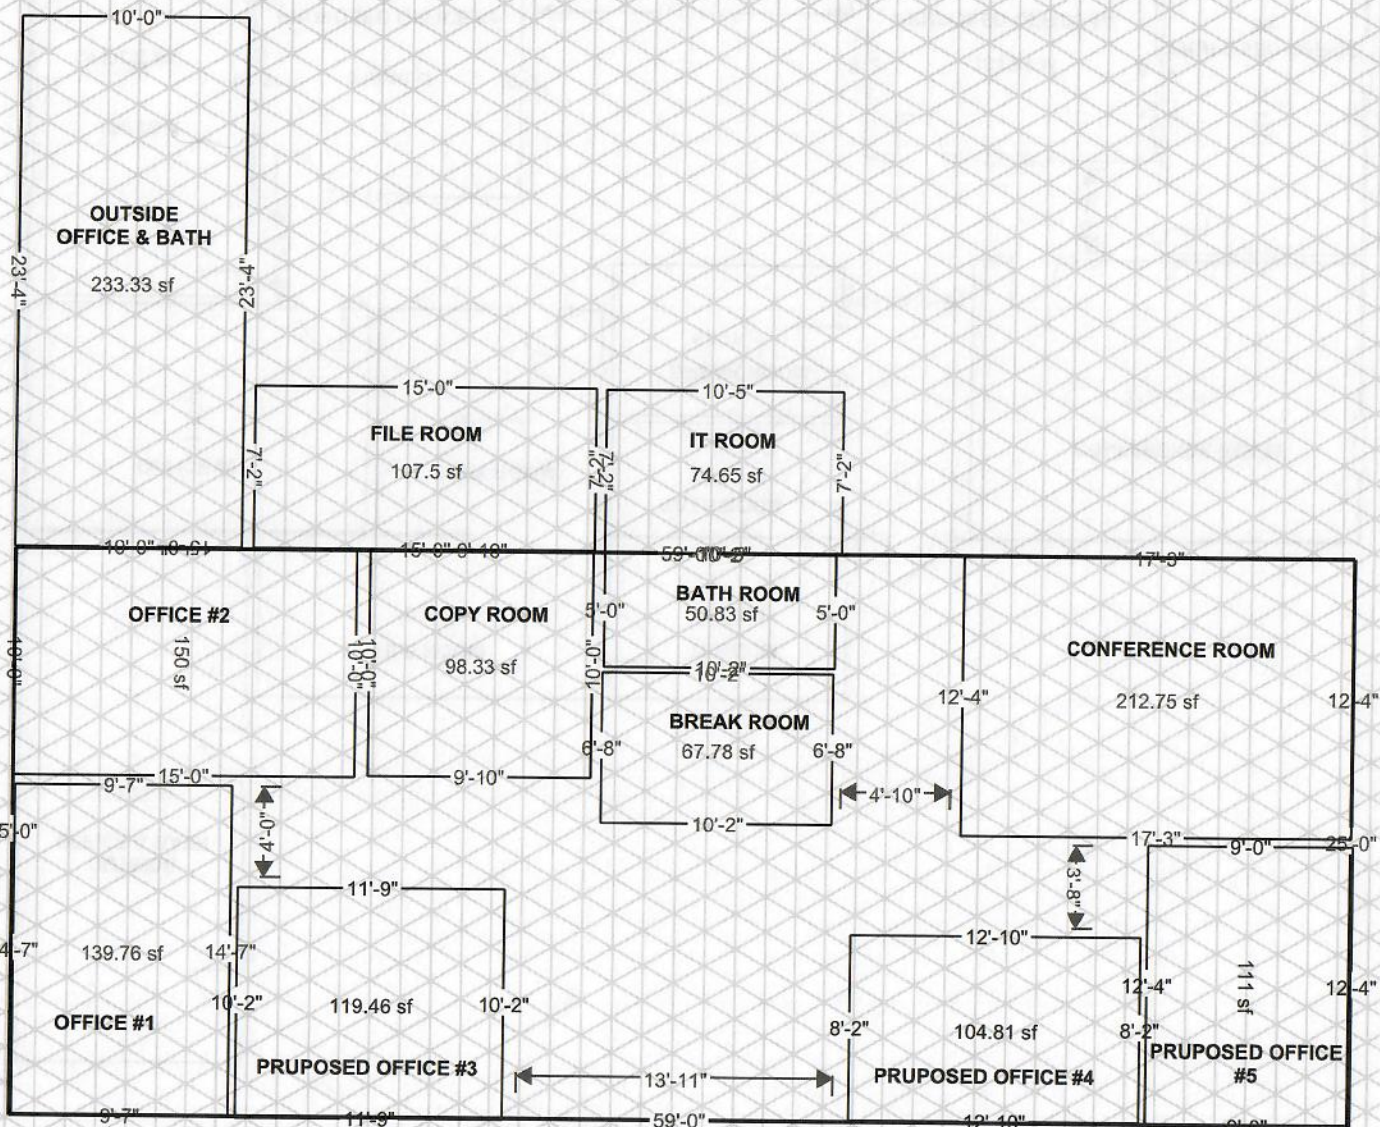 10'-0"
OUTSIDE
OFFICE & BATH
233.33 sf
23'-4"
23'-4"
15'-0"
10'-5"
FILE ROOM
107.5 sf
7'-2"
7'-2"
7'-2"
IT ROOM
74.65 sf
7'-2"
17'-3"
OFFICE #2
150 sf
10'-0"
15'-0"
COPY ROOM
98.33 sf
10'-0"
9'-10"
BATH ROOM
50.83 sf
5'-0"
5'-0"
10'-2"
BREAK ROOM
67.78 sf
6'-8"
6'-8"
10'-2"
4'-10"
CONFERENCE ROOM
212.75 sf
12'-4"
12'-4"
17'-3"
9'-0"
25'-0"
9'-7"
4'-0"
3'-8"
11'-9"
12'-10"
139.76 sf
14'-7"
OFFICE #1
9'-7"
10'-2"
119.46 sf
10'-2"
PRUPOSED OFFICE #3
11'-9"
13'-11"
59'-0"
8'-2"
104.81 sf
8'-2"
PRUPOSED OFFICE #4
12'-10"
12'-4"
111 sf
12'-4"
PRUPOSED OFFICE
#5
9'-0"